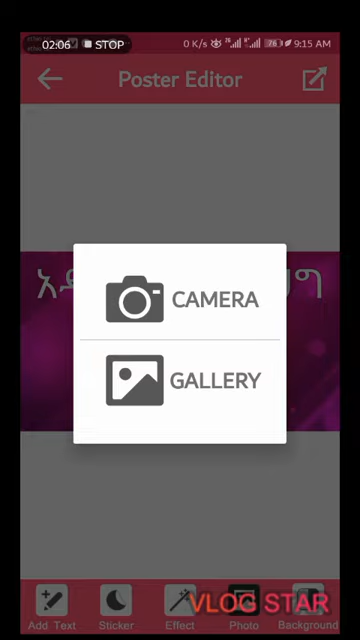 02:06 STOP 0 K/s 76 9:15 AM
Poster Editor
CAMERA
GALLERY
Add Text Sticker Effect Photo Background
VLOG STAR